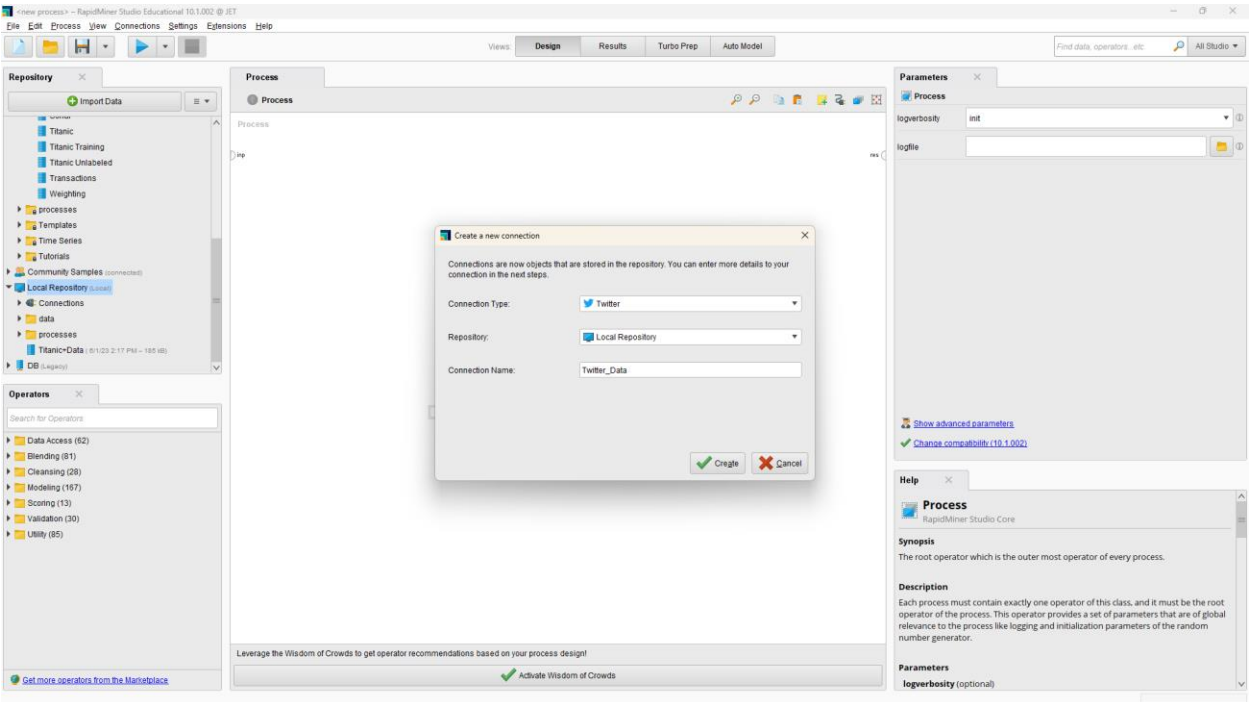 <new process> – RapidMiner Studio Educational 10.1.002 @ JET
File Edit Process View Connections Settings Extensions Help
Views: Design Results Turbo Prep Auto Model
Find data, operators...etc
All Studio
Repository
Import Data
Titanic
Titanic Training
Titanic Unlabeled
Transactions
Weighting
processes
Templates
Time Series
Tutorials
Community Samples (connected)
Local Repository (Local)
Connections
data
processes
Titanic+Data (6/1/23 2:17 PM – 185 kB)
DB (Legacy)
Operators
Search for Operators
Data Access (62)
Blending (81)
Cleansing (28)
Modeling (167)
Scoring (13)
Validation (30)
Utility (85)
Get more operators from the Marketplace
Process
Process
Process
inp
res
Create a new connection
Connections are now objects that are stored in the repository. You can enter more details to your
connection in the next steps.
Connection Type: Twitter
Repository: Local Repository
Connection Name: Twitter_Data
Create Cancel
Leverage the Wisdom of Crowds to get operator recommendations based on your process design!
Activate Wisdom of Crowds
Parameters
Process
logverbosity init
logfile
Show advanced parameters
Change compatibility (10.1.002)
Help
Process
RapidMiner Studio Core
Synopsis
The root operator which is the outer most operator of every process.
Description
Each process must contain exactly one operator of this class, and it must be the root
operator of the process. This operator provides a set of parameters that are of global
relevance to the process like logging and initialization parameters of the random
number generator.
Parameters
logverbosity (optional)